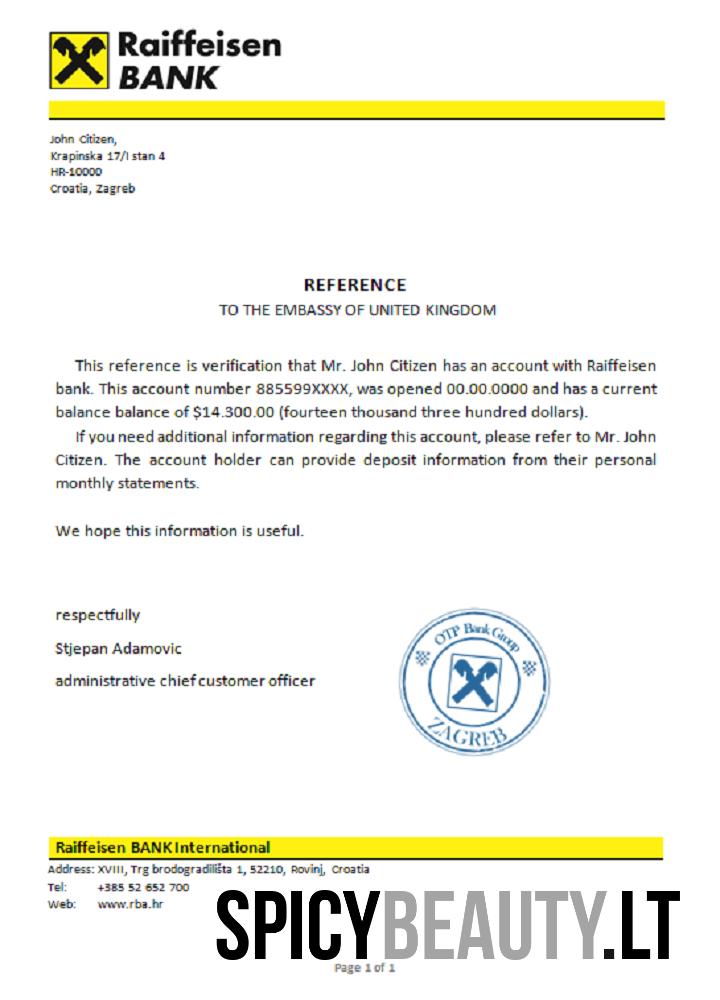 Raiffeisen
BANK
John Citizen,
Krapinska 17/I stan 4
HR-10000
Croatia, Zagreb
REFERENCE
TO THE EMBASSY OF UNITED KINGDOM
This reference is verification that Mr. John Citizen has an account with Raiffeisen
bank. This account number 885599XXXX, was opened 00.00.0000 and has a current
balance balance of $14.300.00 (fourteen thousand three hundred dollars).
If you need additional information regarding this account, please refer to Mr. John
Citizen. The account holder can provide deposit information from their personal
monthly statements.
We hope this information is useful.
respectfully
Stjepan Adamovic
administrative chief customer officer
OTP Bank Group
ZAGREB
Raiffeisen BANK International
Address: XVIII, Trg brodogradilišta 1, 52210, Rovinj, Croatia
Tel: +385 52 652 700
Web: www.rba.hr
SPICYBEAUTY.LT
Page 1 of 1